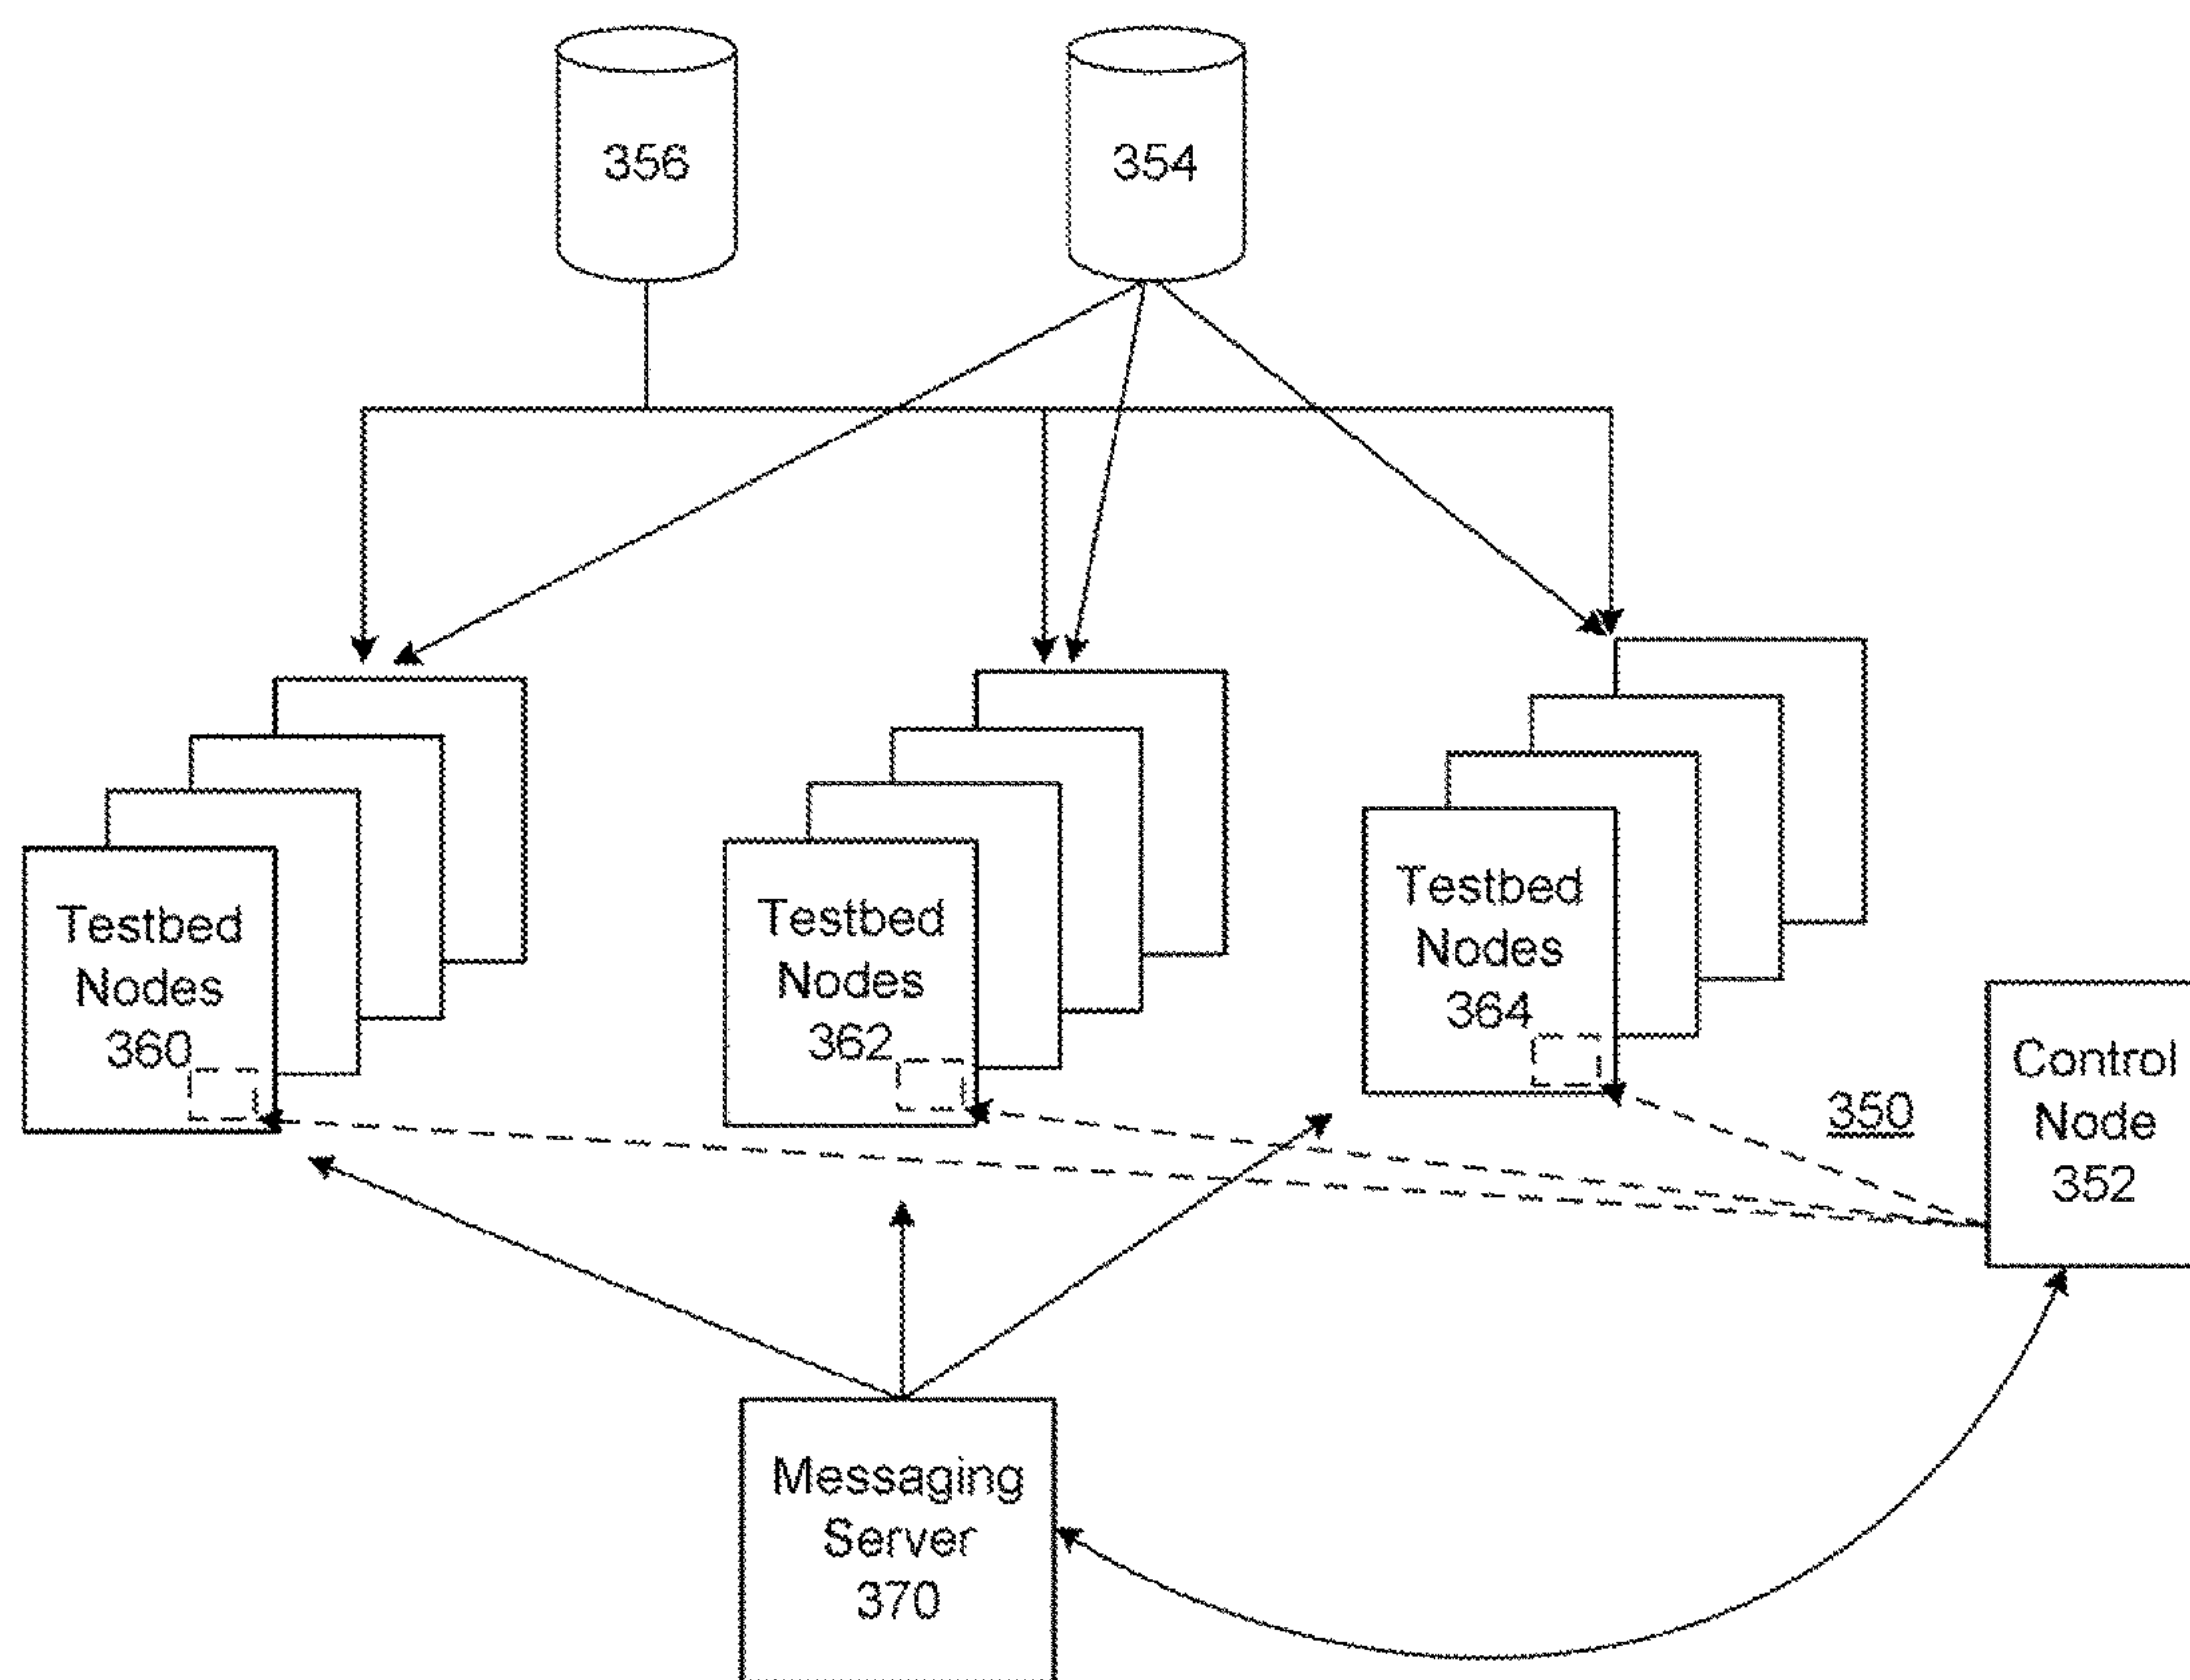 356
354
Testbed
Nodes
360
Testbed
Nodes
362
Testbed
Nodes
364
350
Control
Node
352
Messaging
Server
370